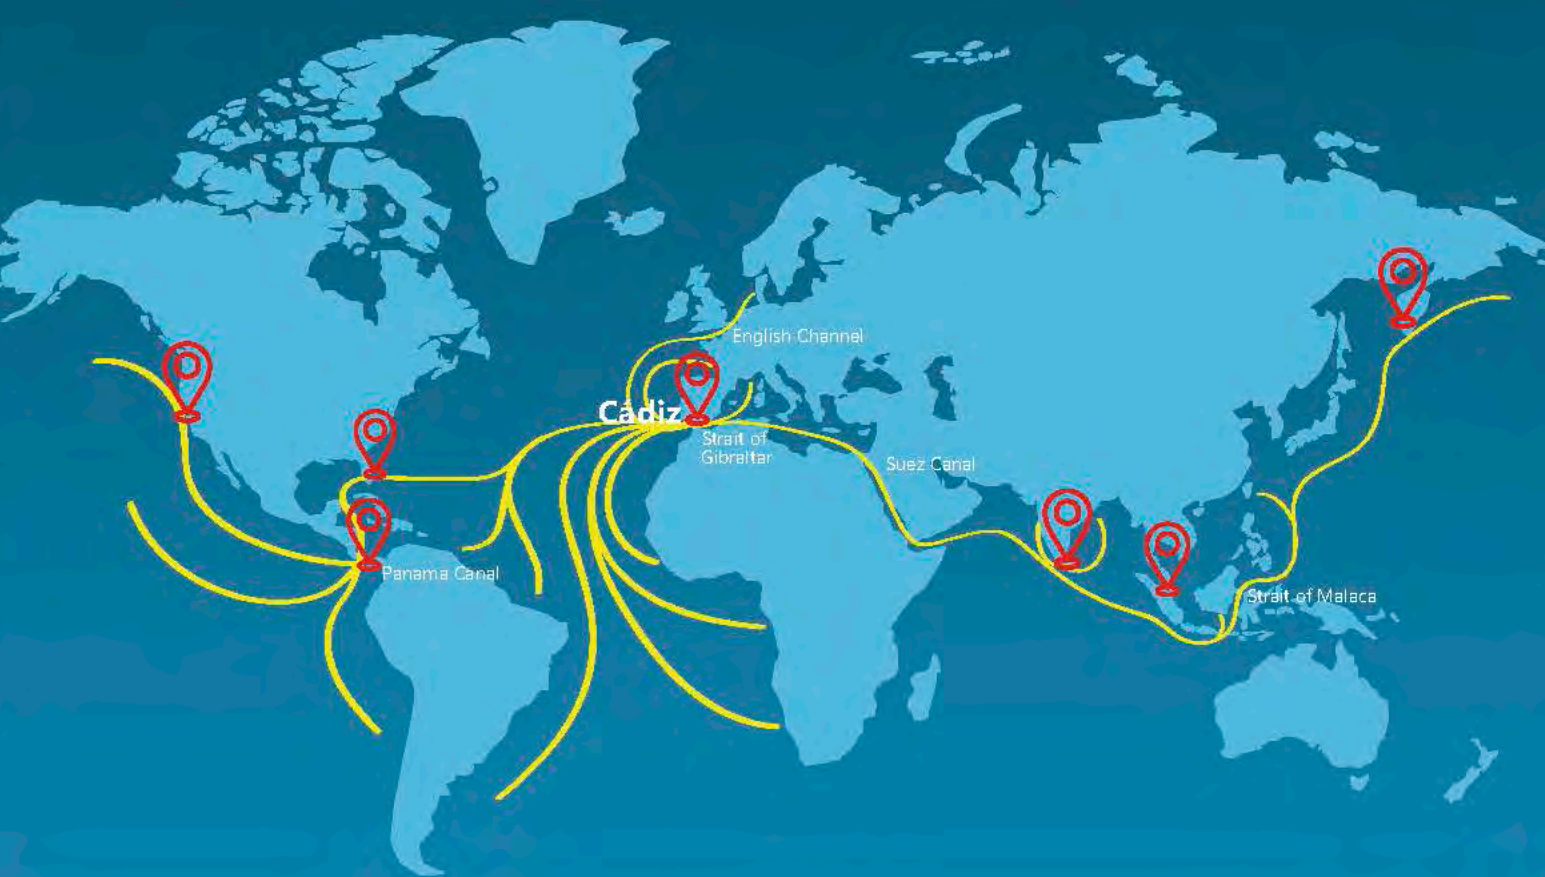 English Channel
Cádiz
Strait of
Gibraltar
Suez Canal
Panama Canal
Strait of Malaca